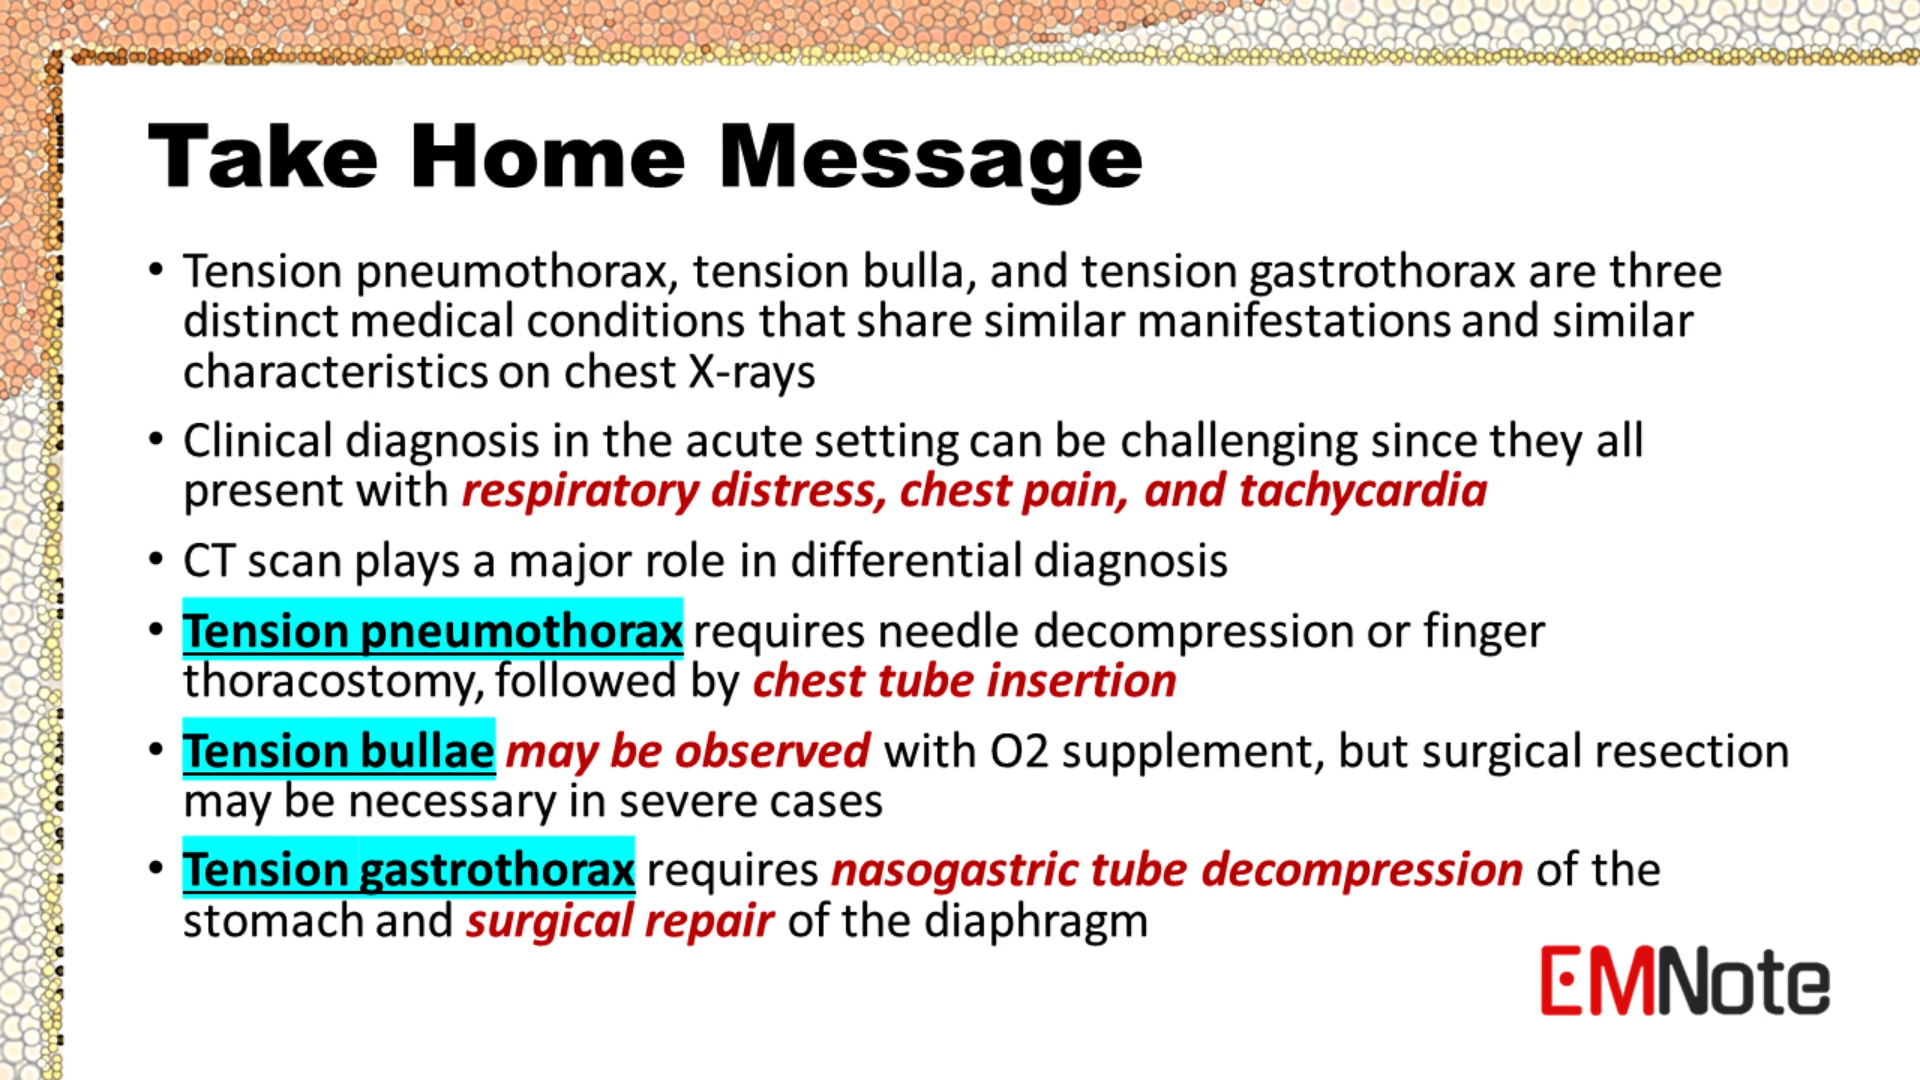 Take Home Message
• Tension pneumothorax, tension bulla, and tension gastrothorax are three
distinct medical conditions that share similar manifestations and similar
characteristics on chest X-rays
• Clinical diagnosis in the acute setting can be challenging since they all
present with respiratory distress, chest pain, and tachycardia
• CT scan plays a major role in differential diagnosis
• Tension pneumothorax requires needle decompression or finger
thoracostomy, followed by chest tube insertion
• Tension bullae may be observed with O2 supplement, but surgical resection
may be necessary in severe cases
• Tension gastrothorax requires nasogastric tube decompression of the
stomach and surgical repair of the diaphragm
EMNote